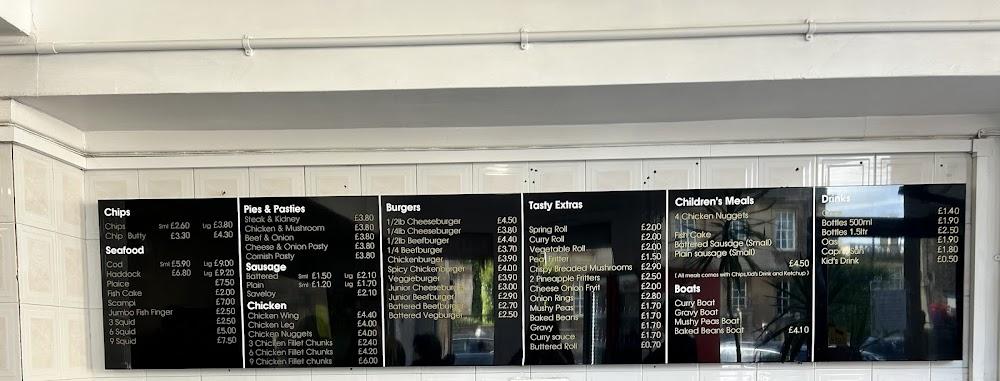 Chips
Chips Sml £2.60 Lrg £3.80
Chip Butty £3.30 £4.30
Seafood
Cod Sml £5.90 Lrg £9.00
Haddock £6.80 Lrg £9.20
Plaice £7.50
Fish Cake £2.00
Scampi £7.00
Jumbo Fish Finger £2.50
3 Squid £2.50
6 Squid £5.00
9 Squid £7.50
Pies & Pasties
Steak & Kidney £3.80
Chicken & Mushroom £3.80
Beef & Onion £3.80
Cheese & Onion Pasty £3.80
Cornish Pasty £3.80
Sausage
Battered Sml £1.50 Lrg £2.10
Plain Sml £1.20 Lrg £1.70
Saveloy £2.10
Chicken
Chicken Wing £4.40
Chicken Leg £4.00
Chicken Nuggets £4.00
3 Chicken Fillet Chunks £2.40
6 Chicken Fillet Chunks £4.20
9 Chicken Fillet chunks £6.00
Burgers
1/2lb Cheeseburger £4.50
1/4lb Cheeseburger £3.80
1/2lb Beefburger £4.40
1/4 Beefburger £3.70
Chickenburger £3.90
Spicy Chickenburger £4.00
Veggieburger £3.90
Junior Cheeseburger £3.00
Junior Beefburger £2.90
Battered Beefburger £2.70
Battered Vegburger £2.50
Tasty Extras
Spring Roll £2.00
Curry Roll £2.00
Vegetable Roll £2.00
Pea Fritter £1.50
Crispy Breaded Mushrooms £2.90
2 Pineapple Fritters £2.50
Cheese Onion Fryit £2.00
Onion Rings £2.80
Mushy Peas £1.70
Baked Beans £1.70
Gravy £1.70
Curry sauce £1.70
Buttered Roll £0.70
Children's Meals
4 Chicken Nuggets
Fish Cake
Battered Sausage (Small)
Plain sausage (Small)
£4.50
( All meals comes with Chips,Kid's Drink and Ketchup )
Boats
Curry Boat
Gravy Boat
Mushy Peas Boat
Baked Beans Boat £4.10
Drinks
£1.40
Bottles 500ml £1.90
Bottles 1.5ltr £2.50
Oasis £1.90
Capri Sun £1.80
Kid's Drink £0.50